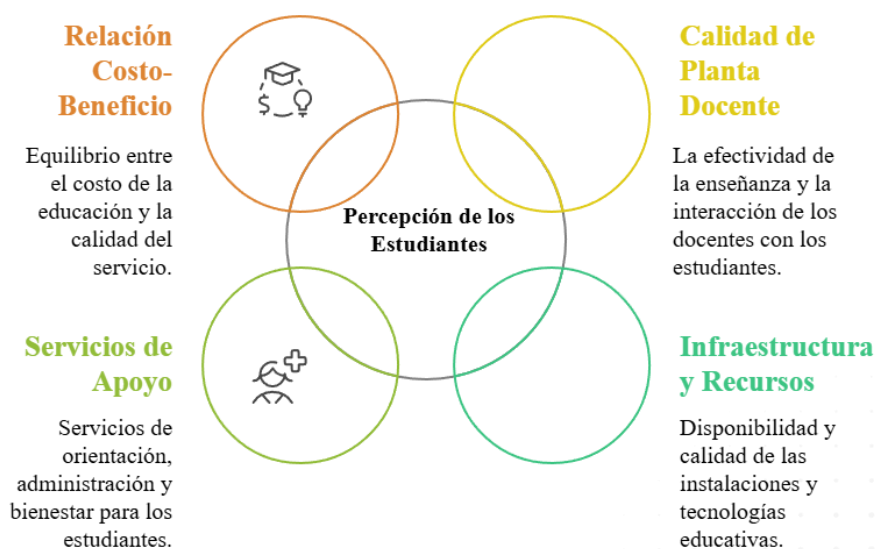 Relación
Costo-
Beneficio
Equilibrio entre
el costo de la
educación y la
calidad del
servicio.
Calidad de
Planta
Docente
La efectividad de
la enseñanza y la
interacción de los
docentes con los
estudiantes.
$
Percepción de los
Estudiantes
Servicios de
Apoyo
Servicios de
orientación,
administración y
bienestar para los
estudiantes.
Infraestructura
y Recursos
Disponibilidad y
calidad de las
instalaciones y
tecnologías
educativas.